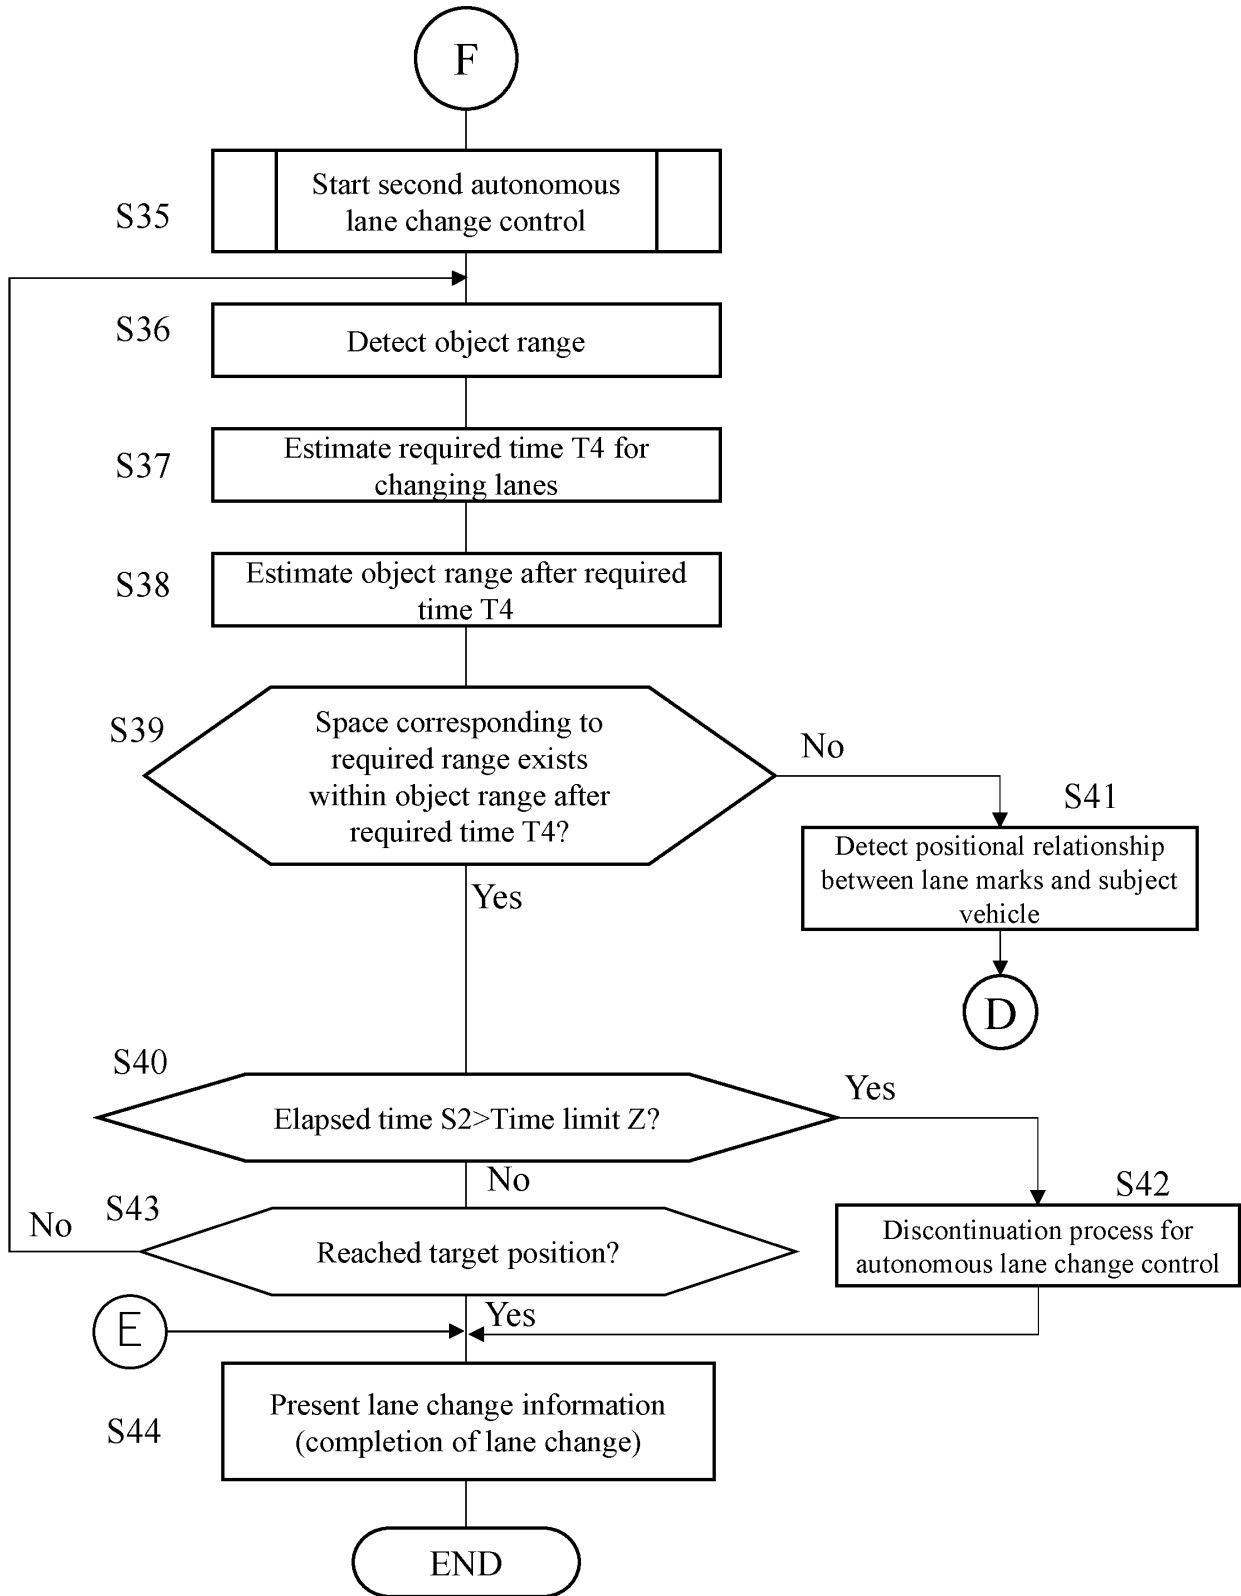 F
Start second autonomous
lane change control
S35
S36
Detect object range
Estimate required time T4 for
changing lanes
S37
Estimate object range after required
time T4
S38
S39
Space corresponding to
required range exists
within object range after
required time T4?
No
S41
Detect positional relationship
between lane marks and subject
vehicle
Yes
D
S40
Elapsed time S2>Time limit Z?
Yes
No
S42
S43
No
Reached target position?
Discontinuation process for
autonomous lane change control
E
Yes
Present lane change information
(completion of lane change)
S44
END